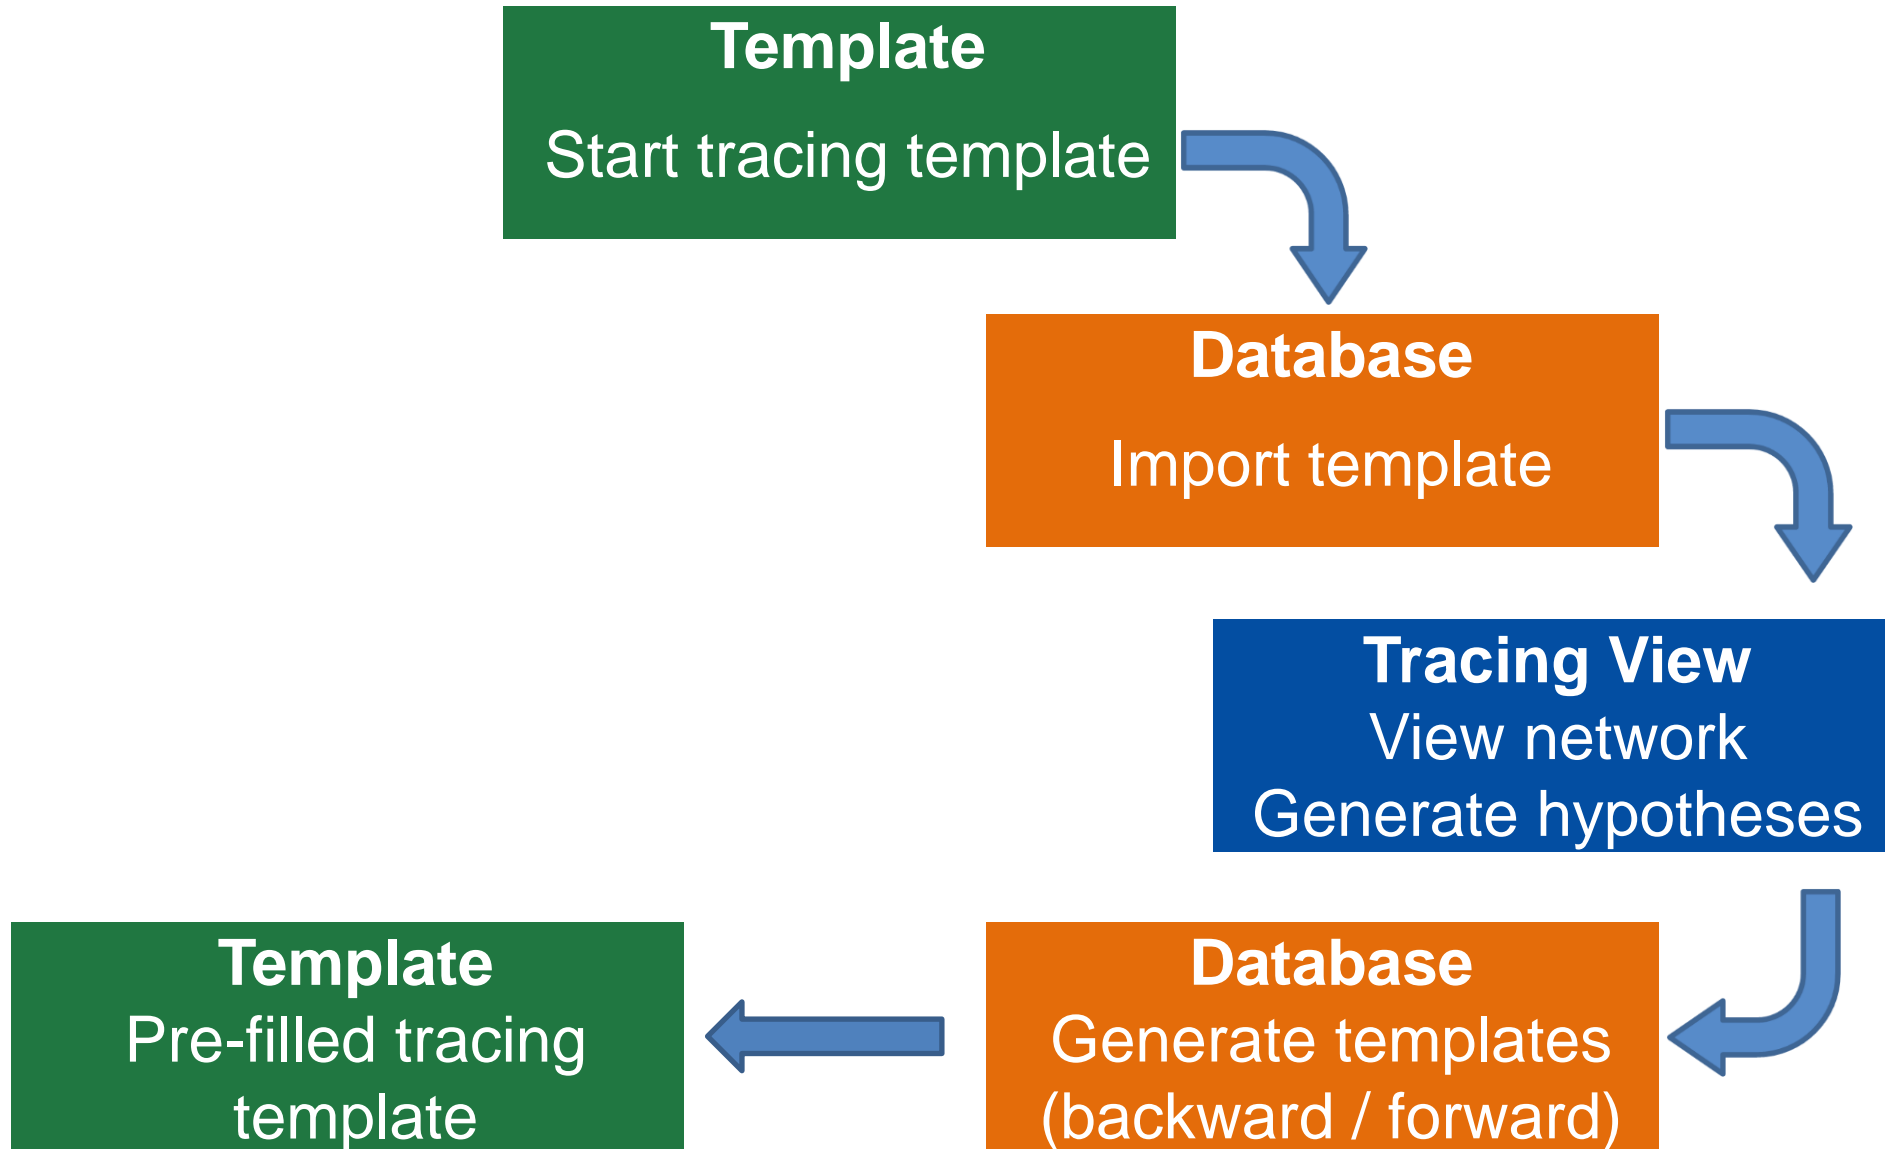 Template
Start tracing template
Database
Import template
Tracing View
View network
Generate hypotheses
Template
Pre-filled tracing
template
Database
Generate templates
(backward / forward)